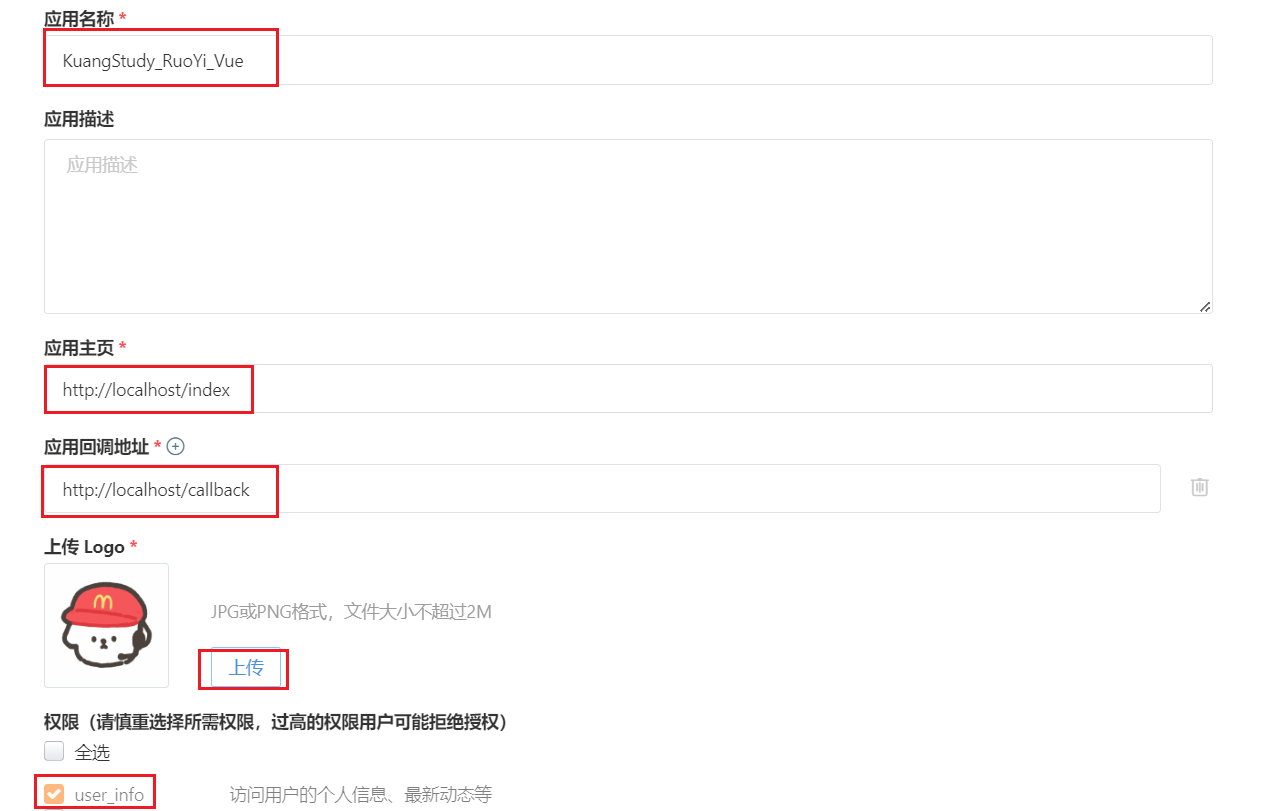 应用名称 *
KuangStudy_RuoYi_Vue
应用描述
应用描述
应用主页 *
http://localhost/index
应用回调地址 *
http://localhost/callback
上传 Logo *
JPG或PNG格式，文件大小不超过2M
上传
权限（请慎重选择所需权限，过高的权限用户可能拒绝授权）
全选
user_info 访问用户的个人信息、最新动态等